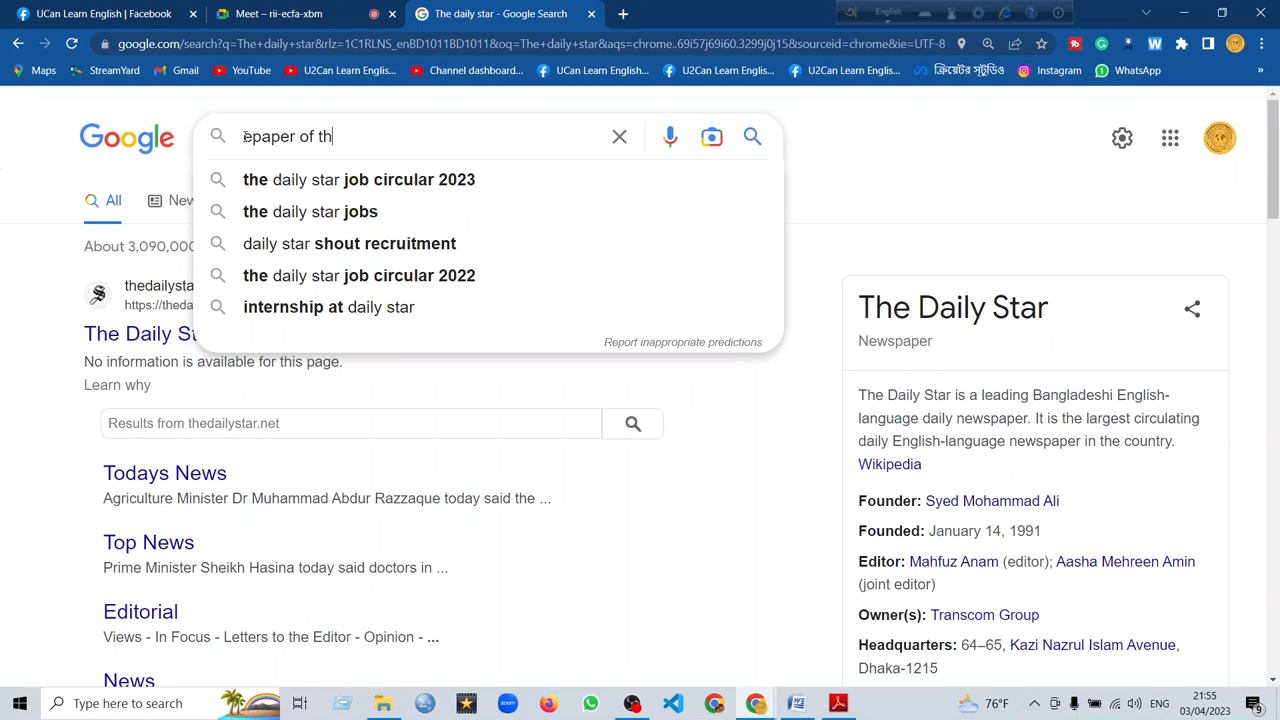 UCan Learn English | Facebook
Meet – rii-ecfa-xbm
The daily star - Google Search
English
google.com/search?q=The+daily+star&rlz=1C1RLNS_enBD1011BD1011&oq=The+daily+star&aqs=chrome..69i57j69i60.3299j0j15&sourceid=chrome&ie=UTF-8
Maps
StreamYard
Gmail
YouTube
U2Can Learn Englis...
Channel dashboard...
UCan Learn English...
U2Can Learn Englis...
U2Can Learn Englis...
ক্রিয়েটর স্টুডিও
Instagram
WhatsApp
»
Google
epaper of th
the daily star job circular 2023
the daily star jobs
daily star shout recruitment
the daily star job circular 2022
internship at daily star
Report inappropriate predictions
All
New
About 3,090,000
thedailysta
https://theda
The Daily St
No information is available for this page.
Learn why
Results from thedailystar.net
Todays News
Agriculture Minister Dr Muhammad Abdur Razzaque today said the ...
Top News
Prime Minister Sheikh Hasina today said doctors in ...
Editorial
Views - In Focus - Letters to the Editor - Opinion - ...
News
The Daily Star
Newspaper
The Daily Star is a leading Bangladeshi English-
language daily newspaper. It is the largest circulating
daily English-language newspaper in the country.
Wikipedia
Founder: Syed Mohammad Ali
Founded: January 14, 1991
Editor: Mahfuz Anam (editor); Aasha Mehreen Amin
(joint editor)
Owner(s): Transcom Group
Headquarters: 64–65, Kazi Nazrul Islam Avenue,
Dhaka-1215
Type here to search
zoom
76°F
ENG
21:55
03/04/2023
9